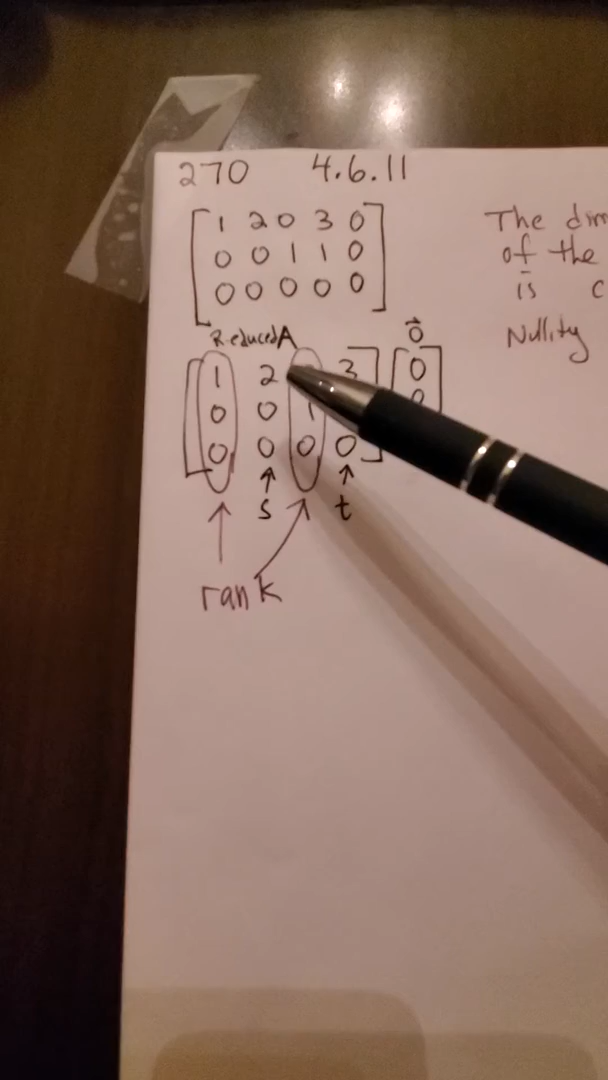 270 4.6.11
1 2 0 3 0
0 0 1 1 0
0 0 0 0 0
The dim
of the
is c
Nullity
Reduced A
0
1 2 3 0
0 0 1
0 0 0 0
s t
rank